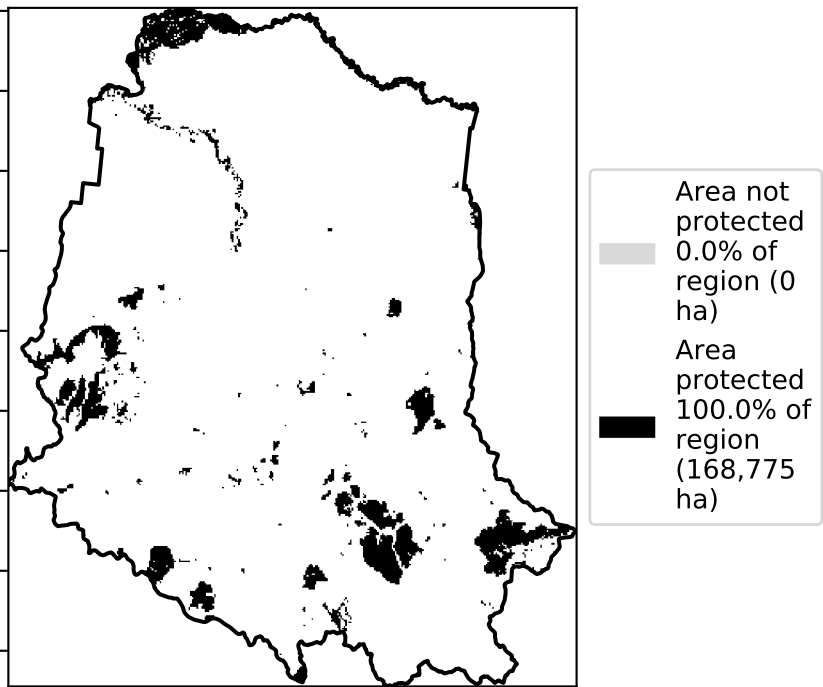 Area not
protected
0.0% of
region (0
ha)
Area
protected
100.0% of
region
(168,775
ha)